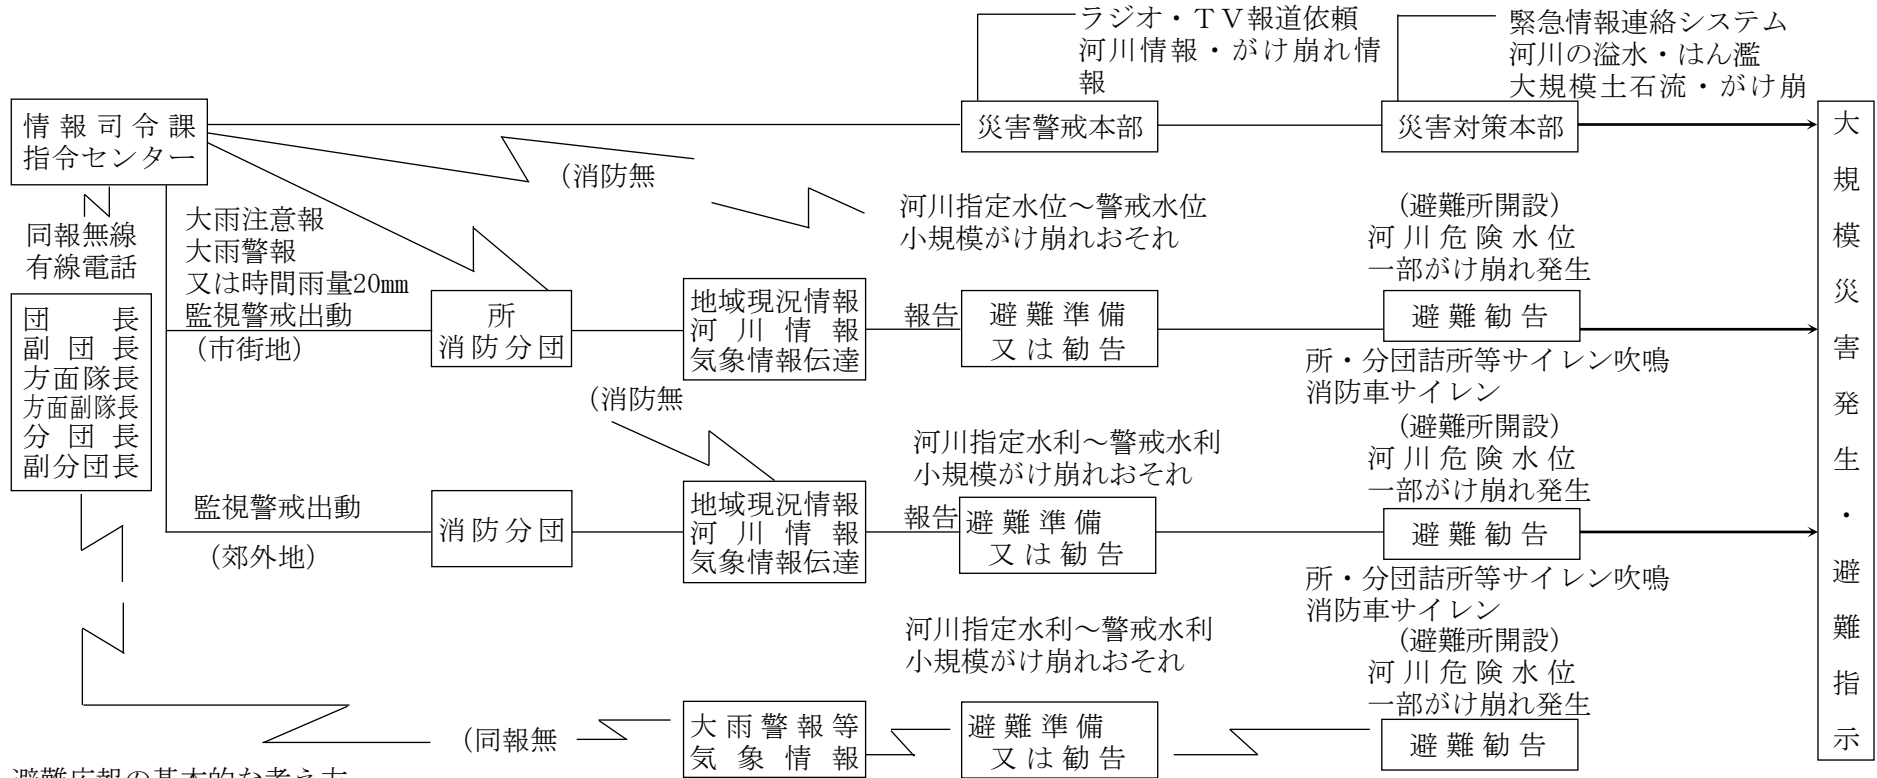 ラジオ・TV報道依頼
河川情報・がけ崩れ情
報
緊急情報連絡システム
河川の溢水・はん濫
大規模土石流・がけ崩
情報司令課
指令センター
災害警戒本部
災害対策本部
大規模災害発生・避難指示
(消防無
同報無線
有線電話
大雨注意報
大雨警報
又は時間雨量20mm
監視警戒出動
(市街地)
河川指定水位～警戒水位
小規模がけ崩れおそれ
(避難所開設)
河川危険水位
一部がけ崩れ発生
団長
副団長
方面隊長
方面副隊長
分団長
副分団長
所
消防分団
地域現況情報
河川情報
気象情報伝達
報告
避難準備
又は勧告
避難勧告
所・分団詰所等サイレン吹鳴
消防車サイレン
(消防無
河川指定水利～警戒水利
小規模がけ崩れおそれ
(避難所開設)
河川危険水位
一部がけ崩れ発生
監視警戒出動
(郊外地)
消防分団
地域現況情報
河川情報
気象情報伝達
報告
避難準備
又は勧告
避難勧告
所・分団詰所等サイレン吹鳴
消防車サイレン
河川指定水利～警戒水利
小規模がけ崩れおそれ
(避難所開設)
河川危険水位
一部がけ崩れ発生
(同報無
大雨警報等
気象情報
避難準備
又は勧告
避難勧告